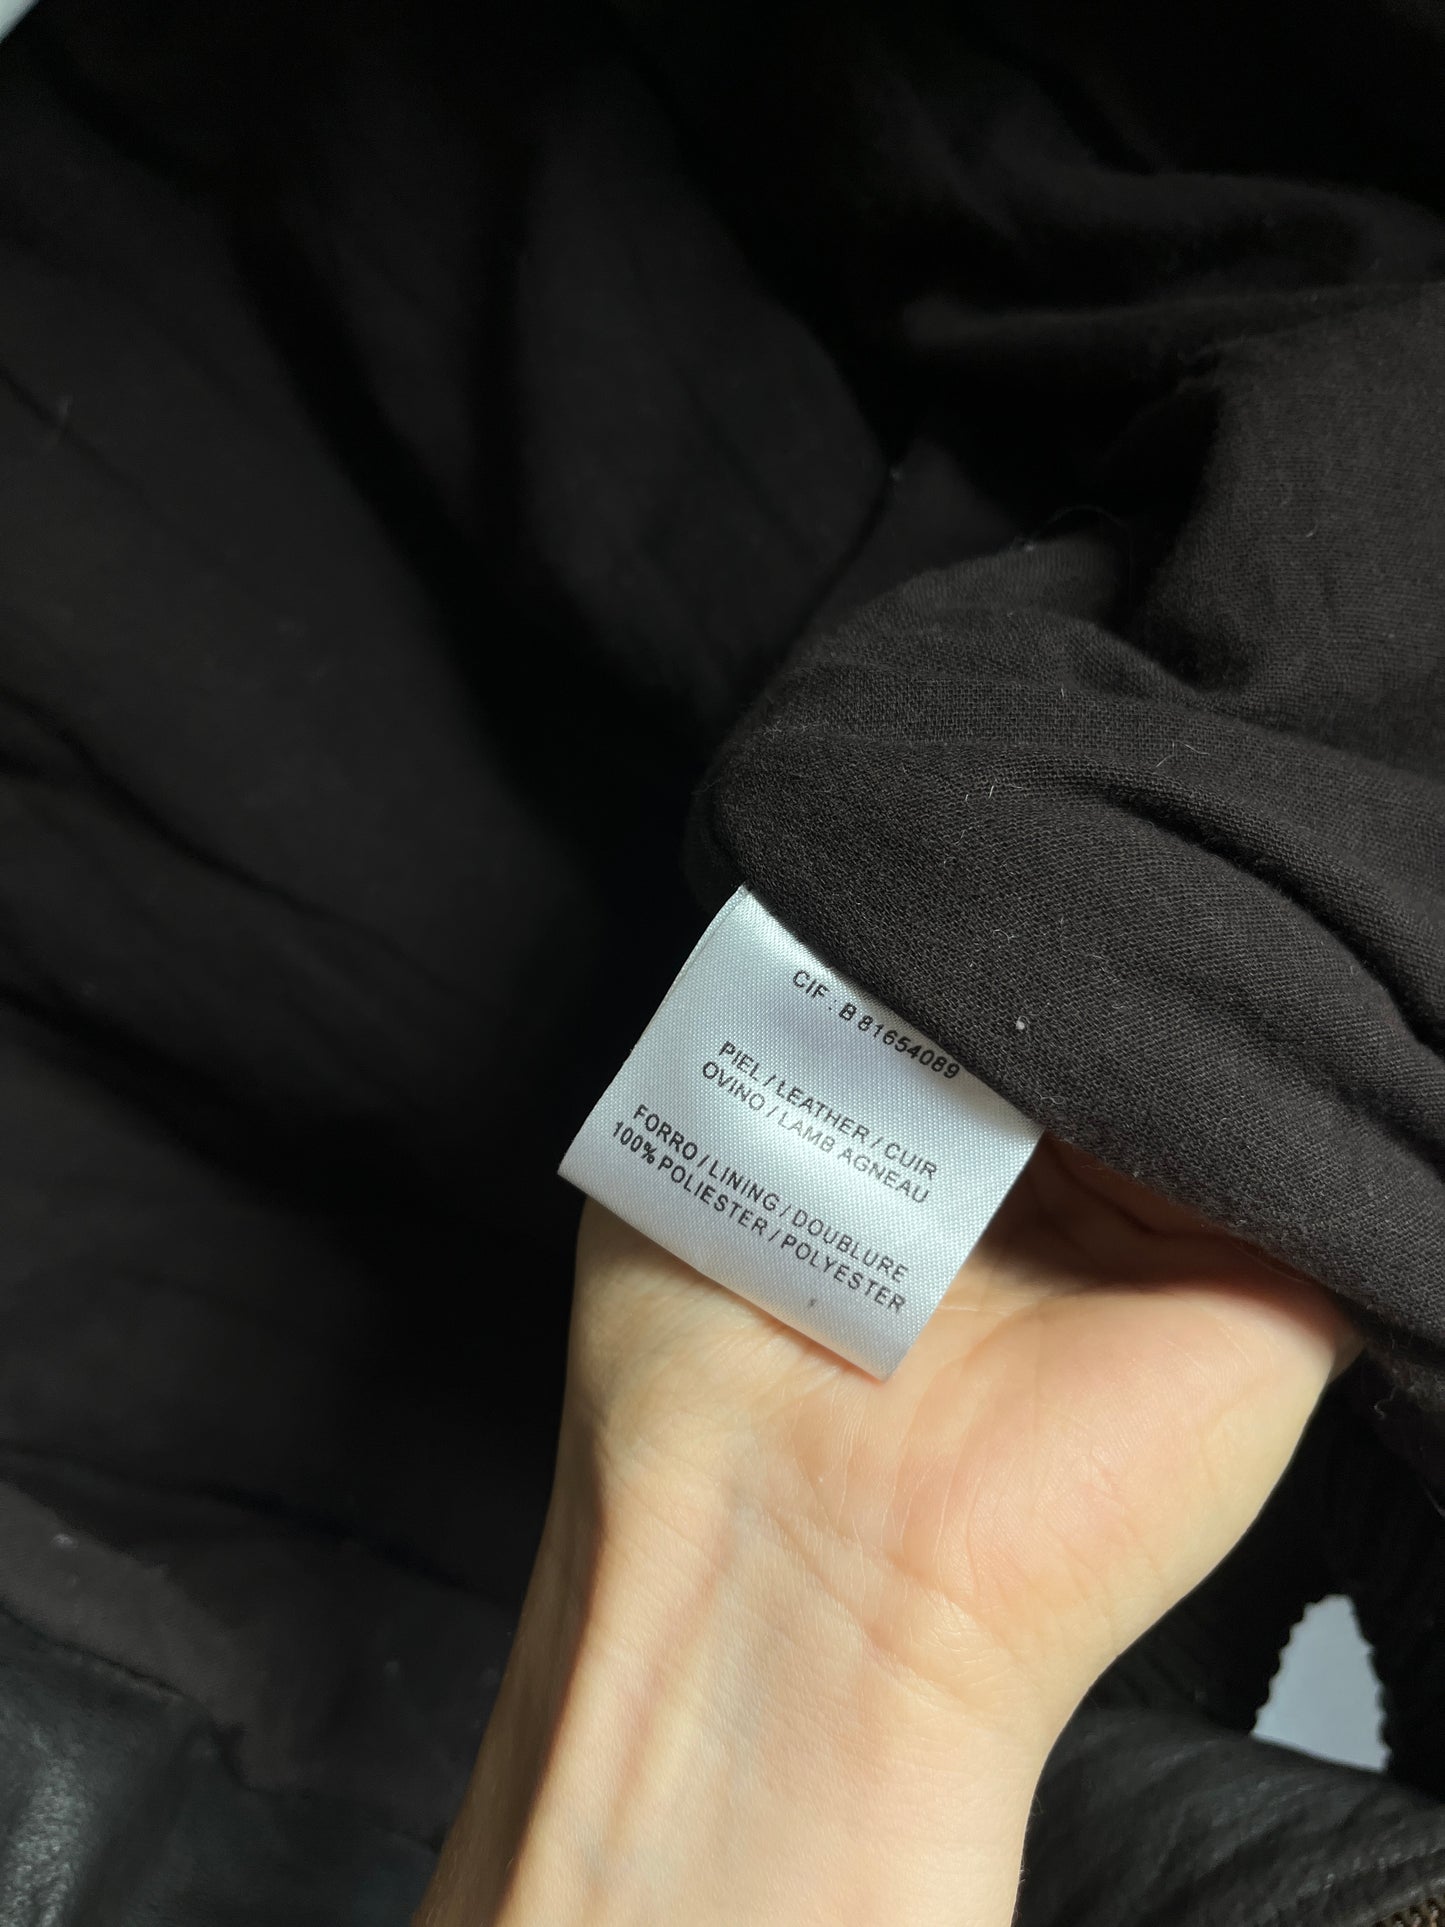 CIF : B 81654089
PIEL / LEATHER / CUIR
OVINO / LAMB AGNEAU
FORRO / LINING / DOUBLURE
100% POLIESTER / POLYESTER